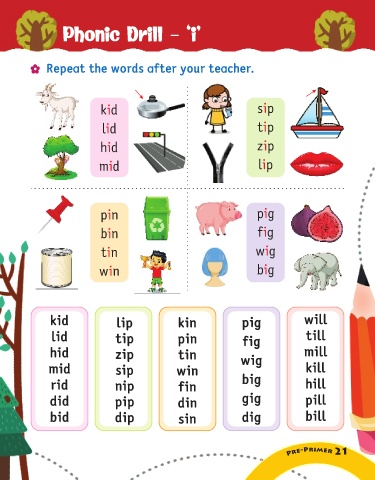 Phonic Drill – 'i'
Repeat the words after your teacher.
kid
lid
hid
mid
sip
tip
zip
lip
pin
bin
tin
win
pig
fig
wig
big
kid
lid
hid
mid
rid
did
bid
lip
tip
zip
sip
nip
pip
dip
kin
pin
tin
win
fin
din
sin
pig
fig
wig
big
gig
dig
will
till
mill
kill
hill
pill
bill
Pre-Primer 21